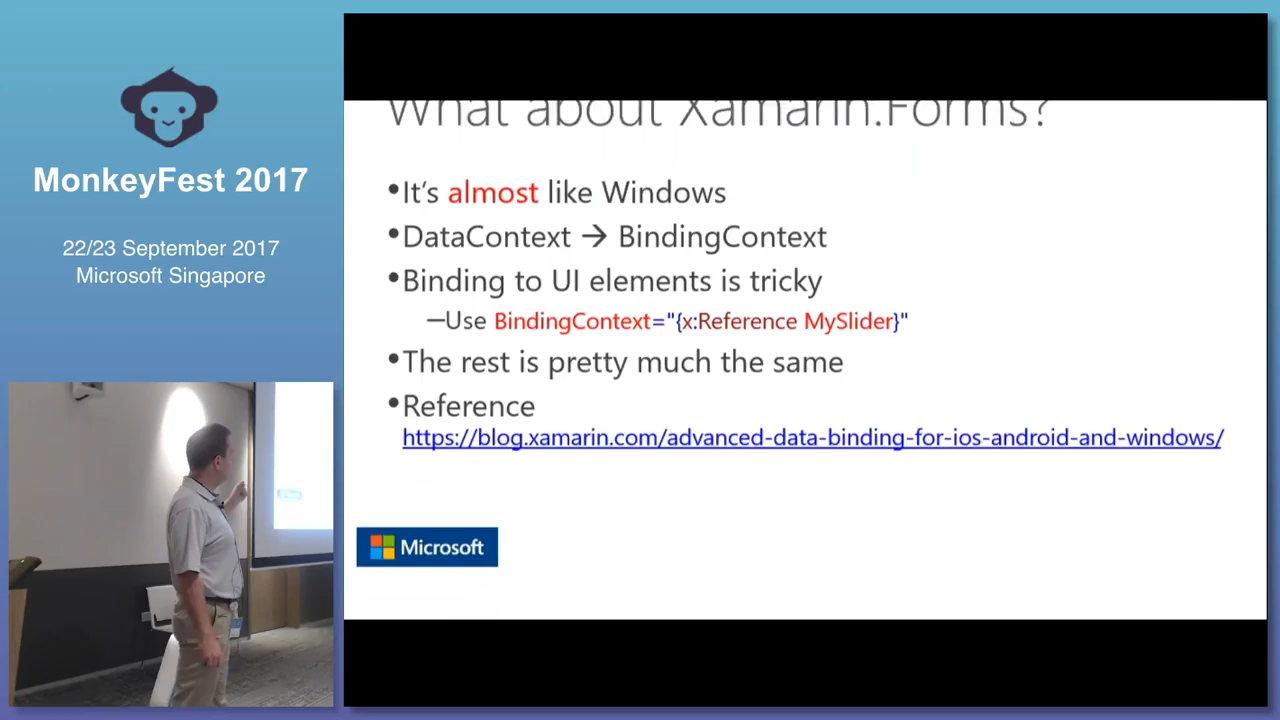 MonkeyFest 2017
22/23 September 2017
Microsoft Singapore
What about Xamarin.Forms?
•It's almost like Windows
•DataContext → BindingContext
•Binding to UI elements is tricky
–Use BindingContext="{x:Reference MySlider}"
•The rest is pretty much the same
•Reference
https://blog.xamarin.com/advanced-data-binding-for-ios-android-and-windows/
Microsoft